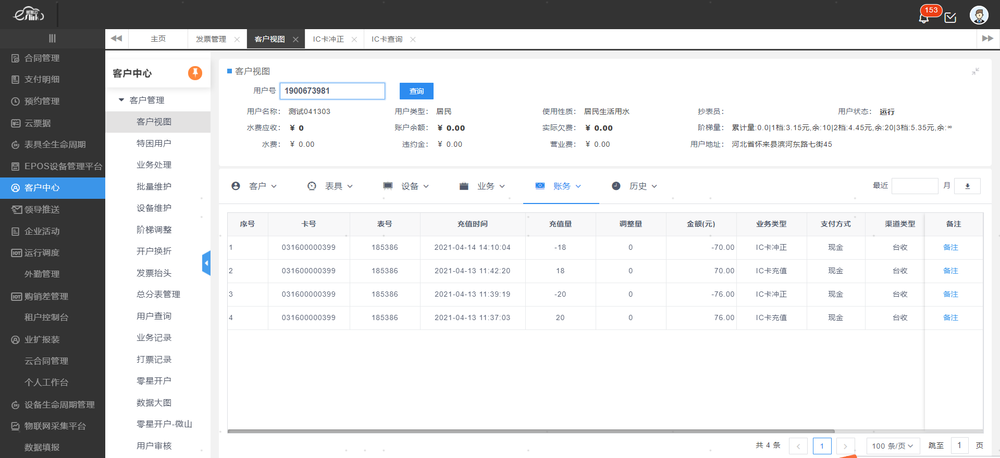 易联云
eslink
153
主页
发票管理
客户视图
IC卡冲正
IC卡查询
合同管理
支付明细
预约管理
云票据
表具全生命周期
EPOS设备管理平台
客户中心
领导推送
企业活动
IOT 运行调度
外勤管理
IOT 购销差管理
租户控制台
业扩报装
云合同管理
个人工作台
设备生命周期管理
物联网采集平台
数据填报
客户中心
客户管理
客户视图
特困用户
业务处理
批量维护
设备维护
阶梯调整
开户换折
发票抬头
总分表管理
用户查询
业务记录
打票记录
零星开户
数据大图
零星开户-微山
用户审核
客户视图
用户号 1900673981 查询
用户名称： 测试041303 用户类型： 居民 使用性质： 居民生活用水 抄表员： 用户状态： 运行
水费应收： ¥ 0 账户余额： ¥ 0.00 实际欠费： ¥ 0.00 阶梯量： 累计量:0.0|1档:3.15元,余:10|2档:4.45元,余:20|3档:5.35元,余:∞
水费： ¥ 0.00 违约金： ¥ 0.00 营业费： ¥ 0.00 用户地址： 河北省怀来县滨河东路七街45
客户 表具 设备 业务 账务 历史 最近 月
序号 卡号 表号 充值时间 充值量 调整量 金额(元) 业务类型 支付方式 渠道类型 备注
1 031600000399 185386 2021-04-14 14:10:04 -18 0 -70.00 IC卡冲正 现金 台收 备注
2 031600000399 185386 2021-04-13 11:42:20 18 0 70.00 IC卡充值 现金 台收 备注
3 031600000399 185386 2021-04-13 11:39:19 -20 0 -76.00 IC卡冲正 现金 台收 备注
4 031600000399 185386 2021-04-13 11:37:03 20 0 76.00 IC卡充值 现金 台收 备注
共 4 条 1 100 条/页 跳至 1 页